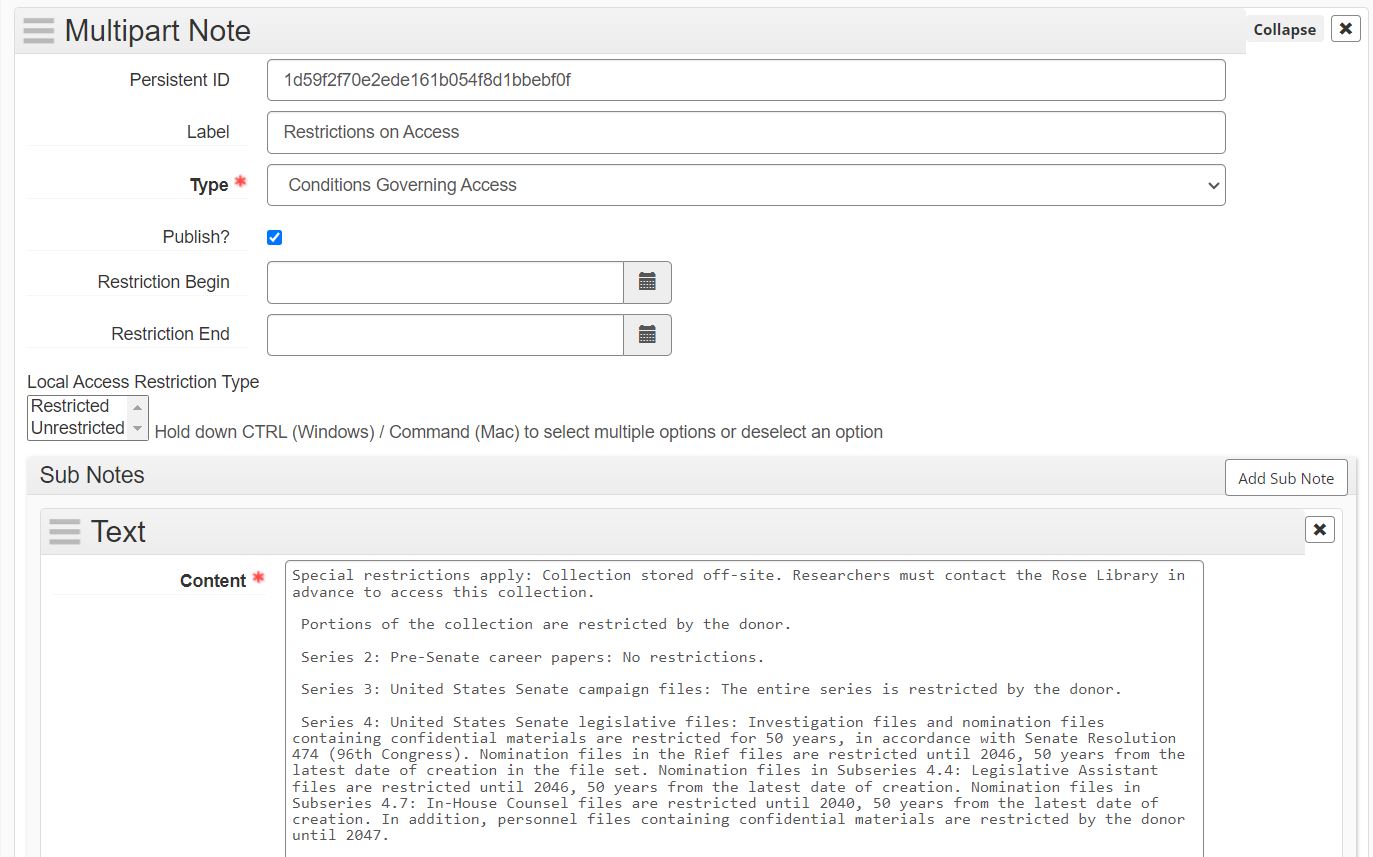 Multipart Note
Collapse
Persistent ID
1d59f2f70e2ede161b054f8d1bbebf0f
Label
Restrictions on Access
Type *
Conditions Governing Access
Publish?
Restriction Begin
Restriction End
Local Access Restriction Type
Restricted
Unrestricted
Hold down CTRL (Windows) / Command (Mac) to select multiple options or deselect an option
Sub Notes
Add Sub Note
Text
Content *
Special restrictions apply: Collection stored off-site. Researchers must contact the Rose Library in
advance to access this collection.
Portions of the collection are restricted by the donor.
Series 2: Pre-Senate career papers: No restrictions.
Series 3: United States Senate campaign files: The entire series is restricted by the donor.
Series 4: United States Senate legislative files: Investigation files and nomination files
containing confidential materials are restricted for 50 years, in accordance with Senate Resolution
474 (96th Congress). Nomination files in the Rief files are restricted until 2046, 50 years from the
latest date of creation in the file set. Nomination files in Subseries 4.4: Legislative Assistant
files are restricted until 2046, 50 years from the latest date of creation. Nomination files in
Subseries 4.7: In-House Counsel files are restricted until 2040, 50 years from the latest date of
creation. In addition, personnel files containing confidential materials are restricted by the donor
until 2047.